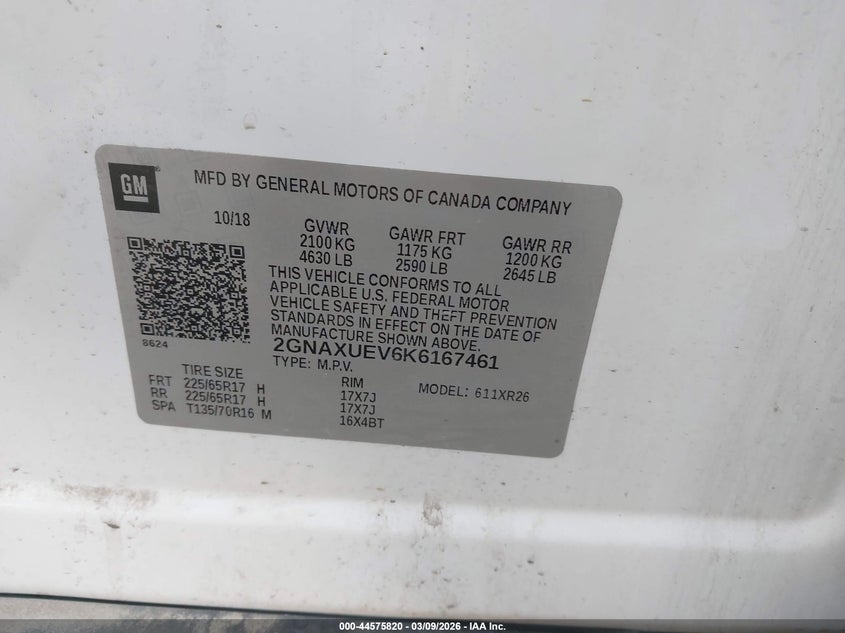 GM
MFD BY GENERAL MOTORS OF CANADA COMPANY
10/18
GVWR
2100 KG
4630 LB
GAWR FRT
1175 KG
2590 LB
GAWR RR
1200 KG
2645 LB
THIS VEHICLE CONFORMS TO ALL
APPLICABLE U.S. FEDERAL MOTOR
VEHICLE SAFETY AND THEFT PREVENTION
STANDARDS IN EFFECT ON THE DATE OF
MANUFACTURE SHOWN ABOVE.
8624
2GNAXUEV6K6167461
TYPE: M.P.V.
TIRE SIZE
RIM
MODEL: 611XR26
FRT 225/65R17 H 17X7J
RR 225/65R17 H 17X7J
SPA T135/70R16 M 16X4BT
000-44575820 - 03/09/2026 - IAA Inc.